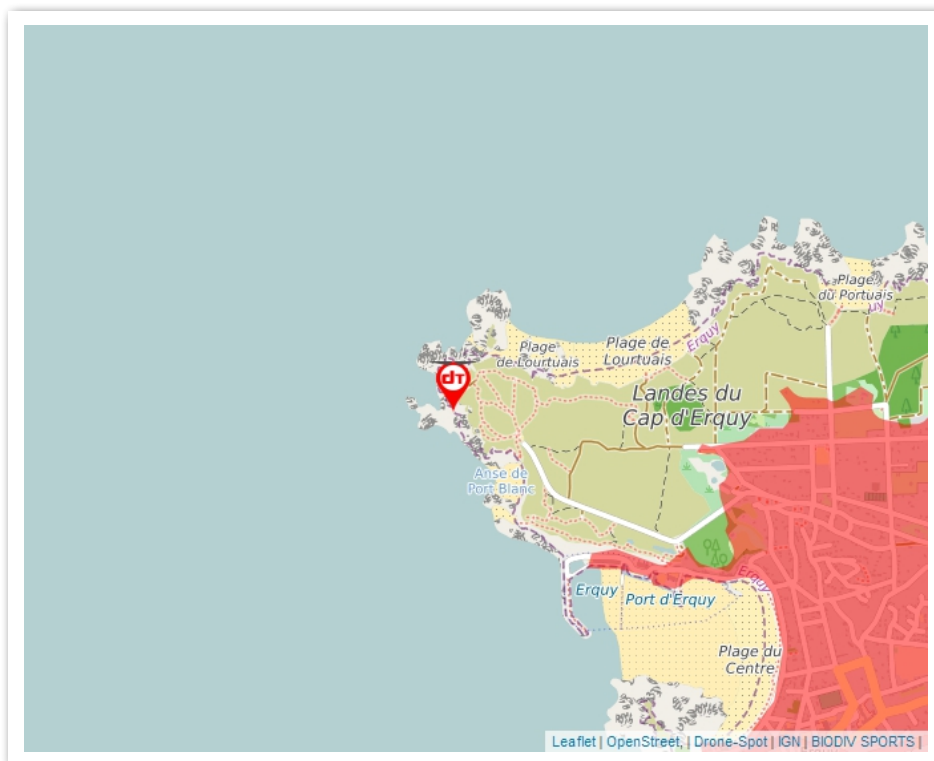 Plage
du Portuais
uy
Erquy
Plage
de Lourtuais
Plage de
Lourtuais
dT
Landes du
Cap d'Erquy
Anse de
Port Blanc
Erquy
Erquy
Port d'Erquy
Plage du
Centre
Leaflet | OpenStreet, | Drone-Spot | IGN | BIODIV SPORTS |